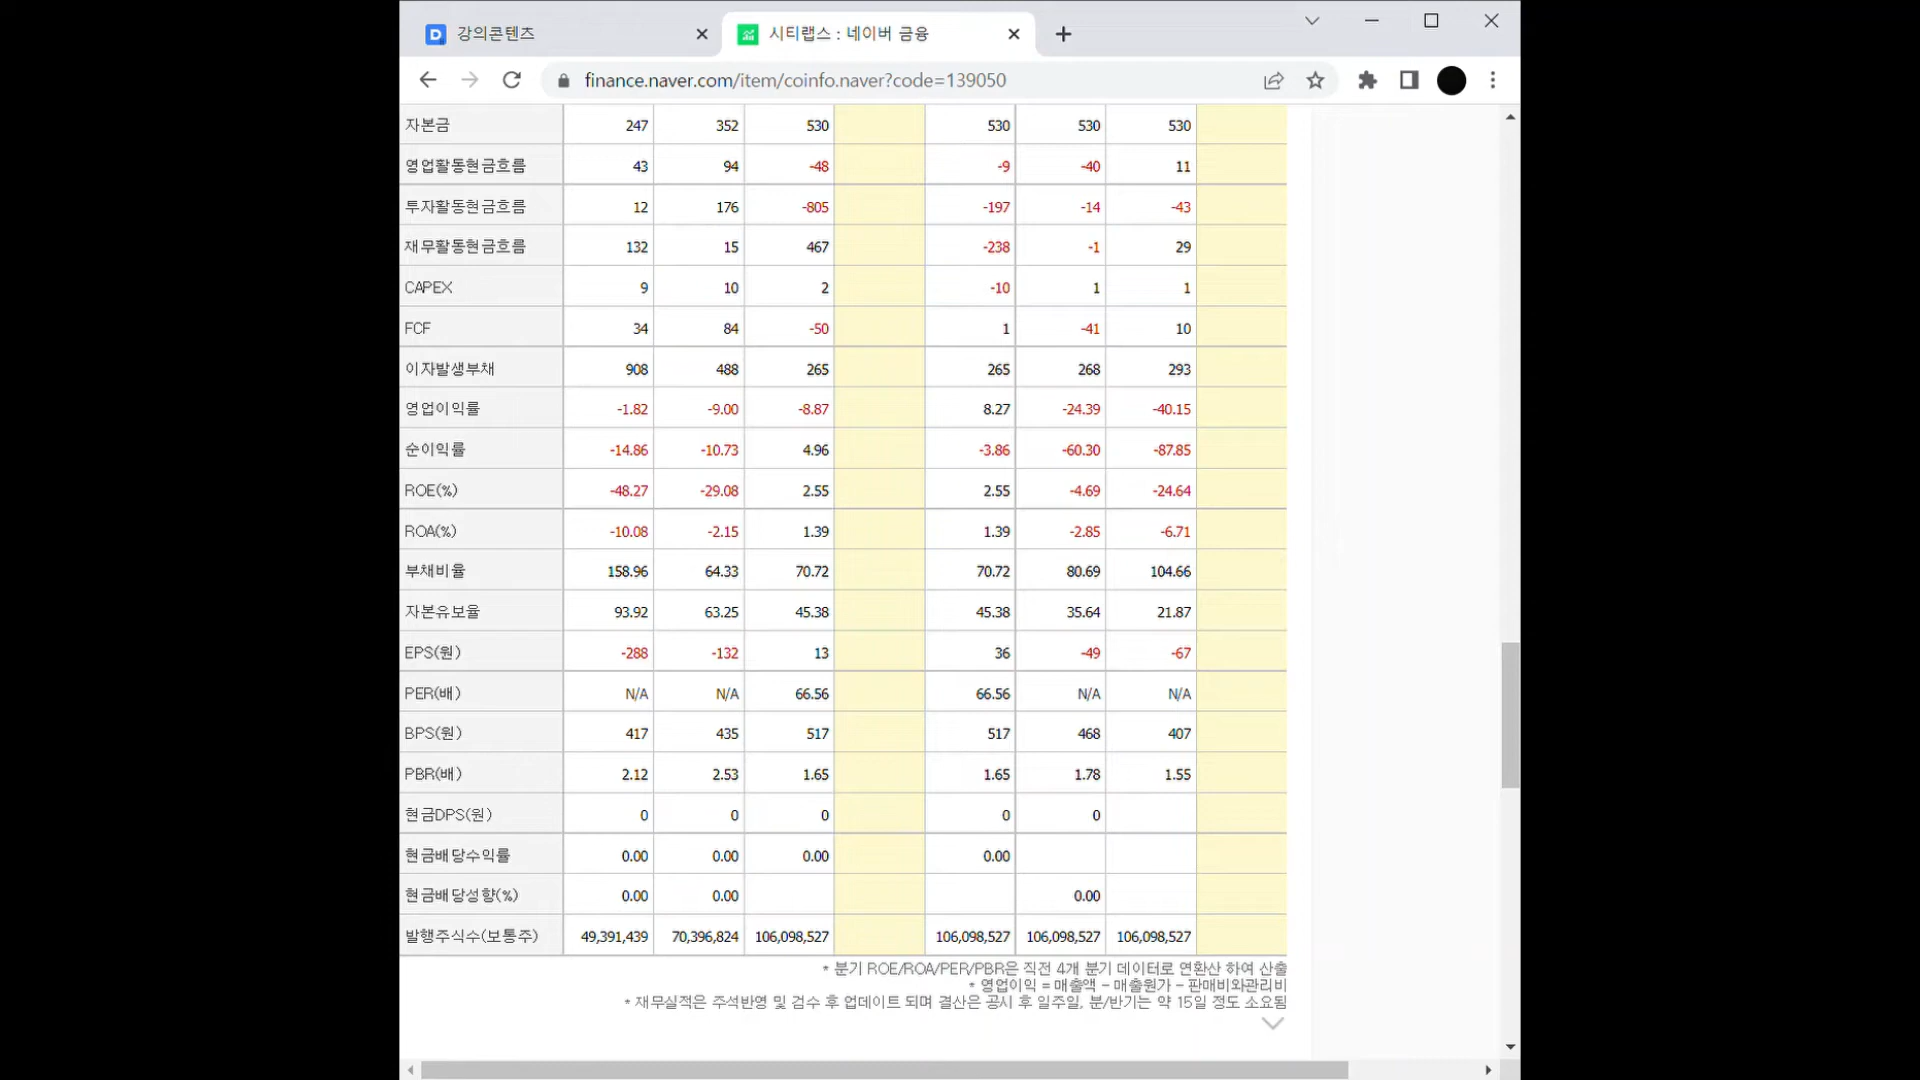 강의콘텐츠
시티랩스 : 네이버 금융
finance.naver.com/item/coinfo.naver?code=139050
자본금 247 352 530 530 530 530
영업활동현금흐름 43 94 -48 -9 -40 11
투자활동현금흐름 12 176 -805 -197 -14 -43
재무활동현금흐름 132 15 467 -238 -1 29
CAPEX 9 10 2 -10 1 1
FCF 34 84 -50 1 -41 10
이자발생부채 908 488 265 265 268 293
영업이익률 -1.82 -9.00 -8.87 8.27 -24.39 -40.15
순이익률 -14.86 -10.73 4.96 -3.86 -60.30 -87.85
ROE(%) -48.27 -29.08 2.55 2.55 -4.69 -24.64
ROA(%) -10.08 -2.15 1.39 1.39 -2.85 -6.71
부채비율 158.96 64.33 70.72 70.72 80.69 104.66
자본유보율 93.92 63.25 45.38 45.38 35.64 21.87
EPS(원) -288 -132 13 36 -49 -67
PER(배) N/A N/A 66.56 66.56 N/A N/A
BPS(원) 417 435 517 517 468 407
PBR(배) 2.12 2.53 1.65 1.65 1.78 1.55
현금DPS(원) 0 0 0 0 0
현금배당수익률 0.00 0.00 0.00 0.00
현금배당성향(%) 0.00 0.00 0.00
발행주식수(보통주) 49,391,439 70,396,824 106,098,527 106,098,527 106,098,527 106,098,527
* 분기 ROE/ROA/PER/PBR은 직전 4개 분기 데이터로 연환산 하여 산출
* 영업이익 = 매출액 - 매출원가 - 판매비와관리비
* 재무실적은 주석반영 및 검수 후 업데이트 되며 결산은 공시 후 일주일, 분/반기는 약 15일 정도 소요됨